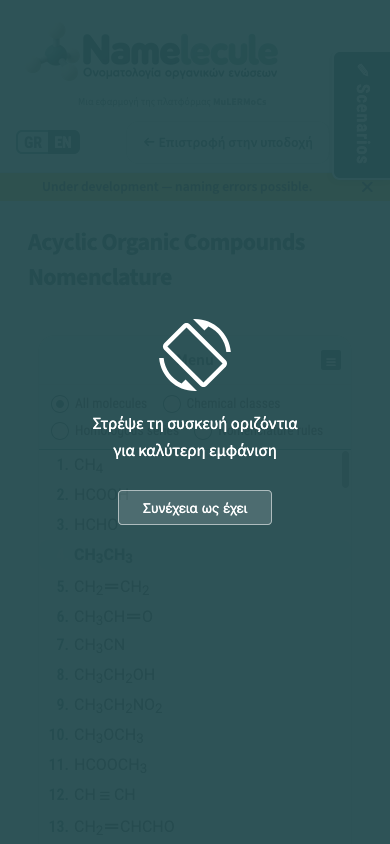 Namelecule
Ονοματολογία οργανικών ενώσεων
Scenarios
GR EN
← Επιστροφή στην υποδοχή
Under development — naming errors possible.
Acyclic Organic Compounds
Nomenclature
All molecules
Chemical classes
Στρέψε τη συσκευή οριζόντια
για καλύτερη εμφάνιση
Συνέχεια ως έχει
1. CH₄
2. HCOOH
3. HCHO
CH₃CH₃
5. CH₂=CH₂
6. CH₃CH=O
7. CH₃CN
8. CH₃CH₂OH
9. CH₃CH₂NO₂
10. CH₃OCH₃
11. HCOOCH₃
12. CH≡CH
13. CH₂=CHCHO